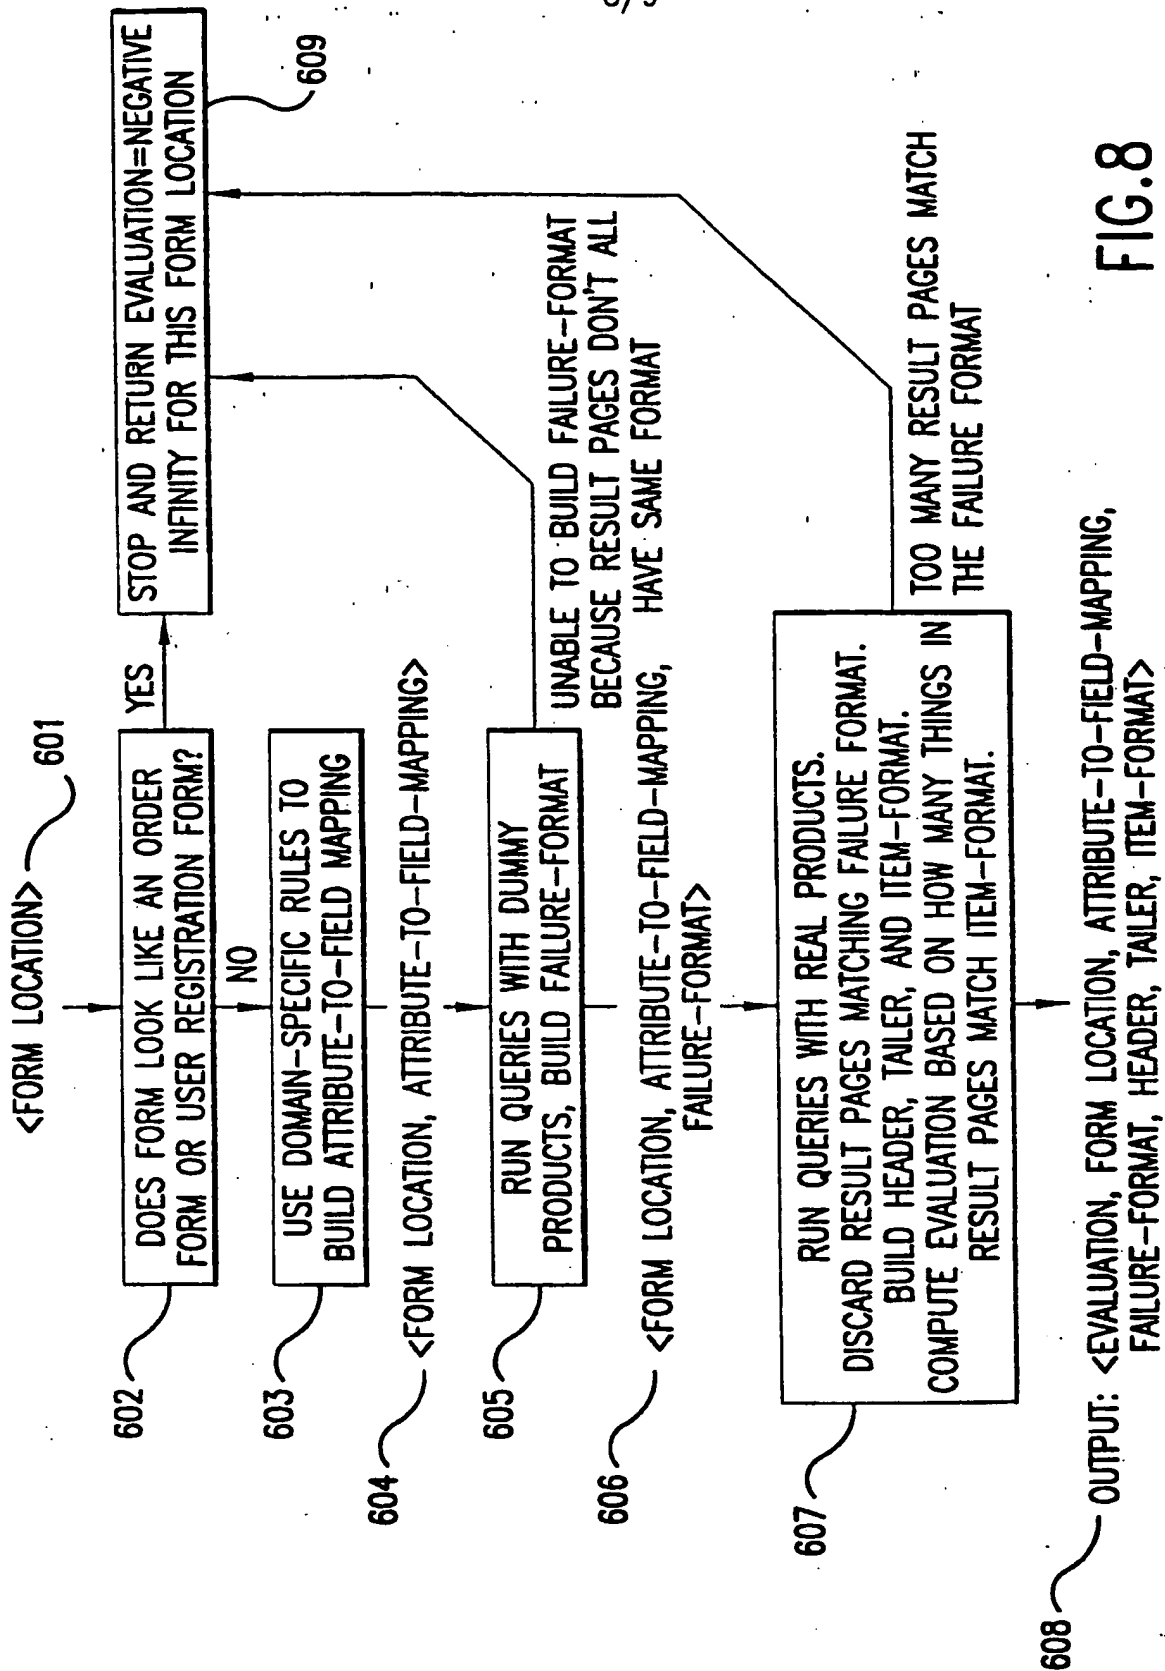 <FORM LOCATION> 601
602
DOES FORM LOOK LIKE AN ORDER
FORM OR USER REGISTRATION FORM?
YES
STOP AND RETURN EVALUATION=NEGATIVE
INFINITY FOR THIS FORM LOCATION
609
NO
603
USE DOMAIN-SPECIFIC RULES TO
BUILD ATTRIBUTE-TO-FIELD MAPPING
604 <FORM LOCATION, ATTRIBUTE-TO-FIELD-MAPPING>
605
RUN QUERIES WITH DUMMY
PRODUCTS, BUILD FAILURE-FORMAT
UNABLE TO BUILD FAILURE-FORMAT
BECAUSE RESULT PAGES DON'T ALL
HAVE SAME FORMAT
606 <FORM LOCATION, ATTRIBUTE-TO-FIELD-MAPPING,
FAILURE-FORMAT>
607
RUN QUERIES WITH REAL PRODUCTS.
DISCARD RESULT PAGES MATCHING FAILURE FORMAT.
BUILD HEADER, TAILER, AND ITEM-FORMAT.
COMPUTE EVALUATION BASED ON HOW MANY THINGS IN
RESULT PAGES MATCH ITEM-FORMAT.
TOO MANY RESULT PAGES MATCH
THE FAILURE FORMAT
608 OUTPUT: <EVALUATION, FORM LOCATION, ATTRIBUTE-TO-FIELD-MAPPING,
FAILURE-FORMAT, HEADER, TAILER, ITEM-FORMAT>
FIG.8